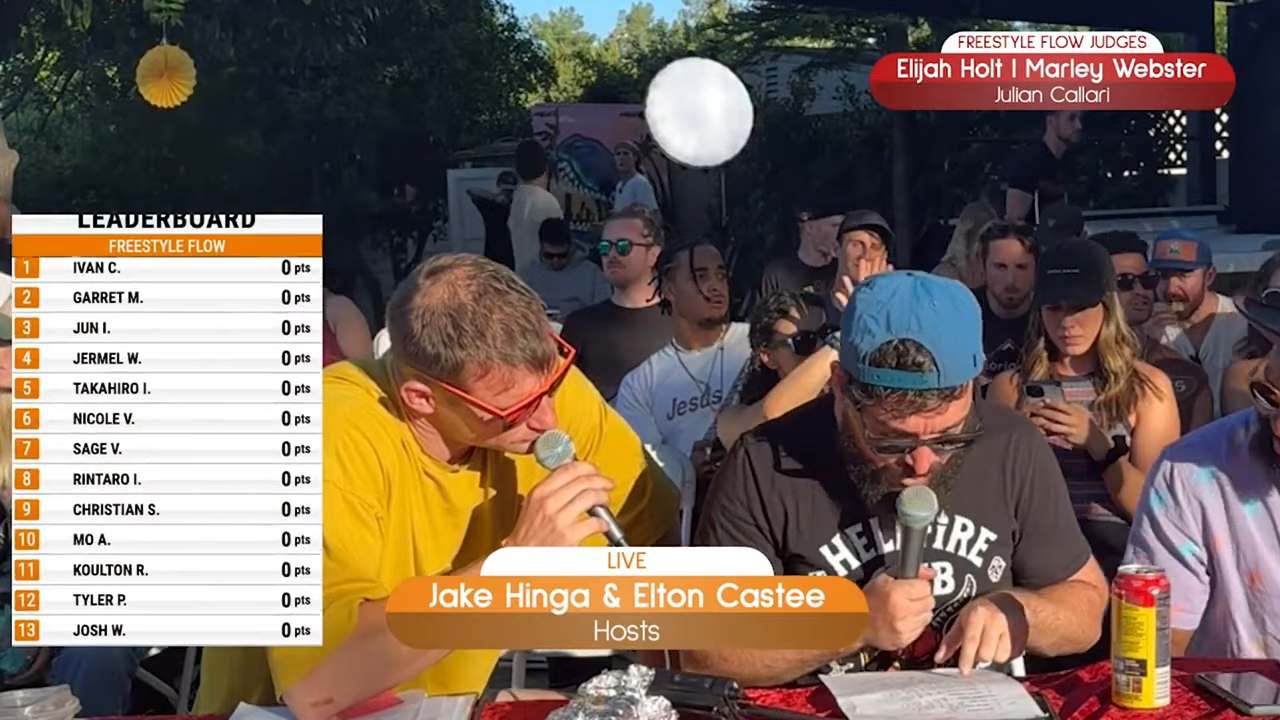 FREESTYLE FLOW JUDGES
Elijah Holt | Marley Webster
Julian Callari
LEADERBOARD
FREESTYLE FLOW
1 IVAN C. 0 pts
2 GARRET M. 0 pts
3 JUN I. 0 pts
4 JERMEL W. 0 pts
5 TAKAHIRO I. 0 pts
6 NICOLE V. 0 pts
7 SAGE V. 0 pts
8 RINTARO I. 0 pts
9 CHRISTIAN S. 0 pts
10 MO A. 0 pts
11 KOULTON R. 0 pts
12 TYLER P. 0 pts
13 JOSH W. 0 pts
Jesus
LIVE
Jake Hinga & Elton Castee
Hosts